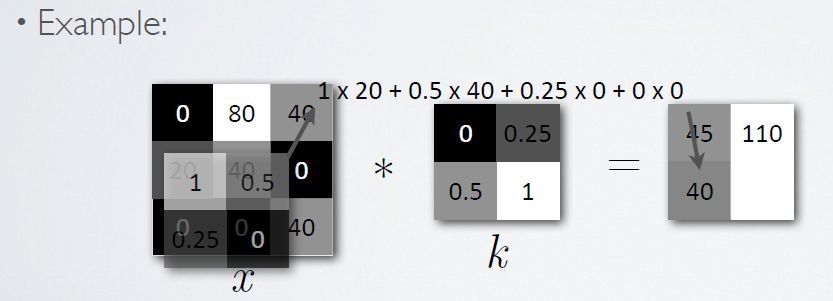 • Example:
1 x 20 + 0.5 x 40 + 0.25 x 0 + 0 x 0
0 80 40
20 40 0
0 0 40
1 0.5
0.25 0
*
0 0.25
0.5 1
=
45 110
40
x
k